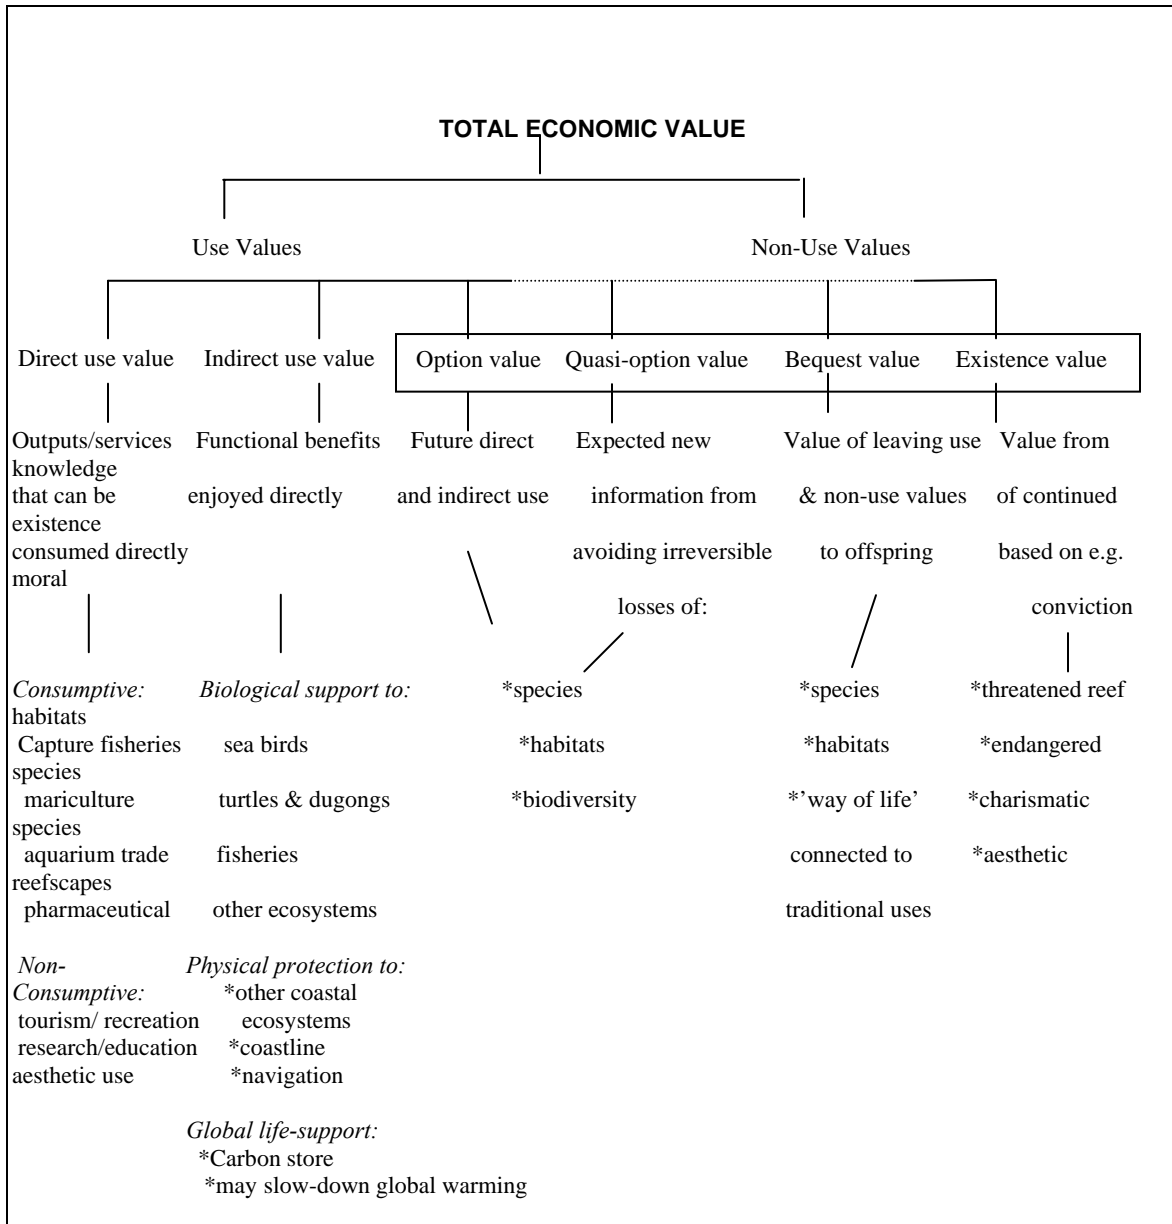 TOTAL ECONOMIC VALUE
Use Values Non-Use Values
Direct use value Indirect use value Option value Quasi-option value Bequest value Existence value
Outputs/services Functional benefits Future direct Expected new Value of leaving use Value from
knowledge
that can be enjoyed directly and indirect use information from & non-use values of continued
existence
consumed directly avoiding irreversible to offspring based on e.g.
moral
losses of: conviction
Consumptive: Biological support to: *species *species *threatened reef
habitats
Capture fisheries sea birds *habitats *habitats *endangered
species
mariculture turtles & dugongs *biodiversity *’way of life’ *charismatic
species
aquarium trade fisheries connected to *aesthetic
reefscapes
pharmaceutical other ecosystems traditional uses
Non- Physical protection to:
Consumptive: *other coastal
tourism/ recreation ecosystems
research/education *coastline
aesthetic use *navigation
Global life-support:
*Carbon store
*may slow-down global warming